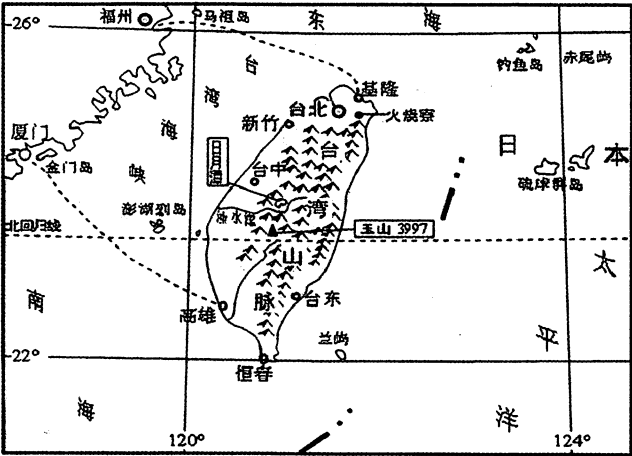 26°
福州
马祖岛
东
海
钓鱼岛
赤尾屿
台
湾
海
峡
基隆
台北
火烧察
新竹
厦门
金门岛
日月潭
台中
台
湾
山
脉
日
本
琉球群岛
澎湖列岛
浊水溪
北回归线
玉山 3997
太
平
洋
南
海
高雄
台东
兰屿
22°
恒春
120°
124°